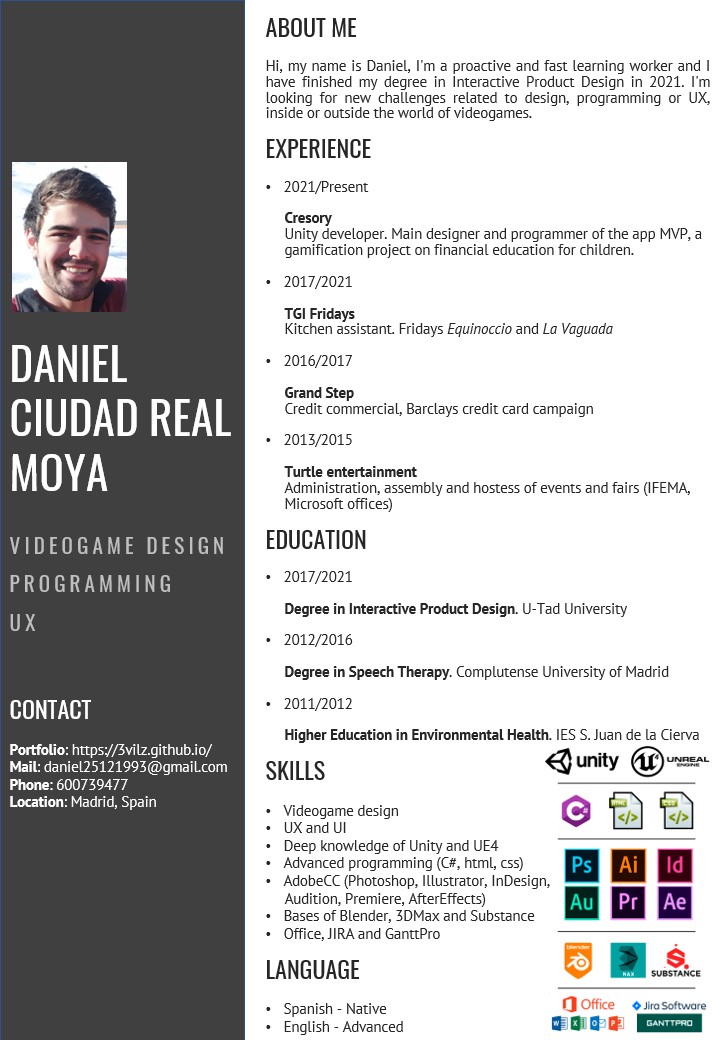 DANIEL
CIUDAD REAL
MOYA
VIDEOGAME DESIGN
PROGRAMMING
UX
CONTACT
Portfolio: https://3vilz.github.io/
Mail: daniel25121993@gmail.com
Phone: 600739477
Location: Madrid, Spain
ABOUT ME
Hi, my name is Daniel, I'm a proactive and fast learning worker and I
have finished my degree in Interactive Product Design in 2021. I'm
looking for new challenges related to design, programming or UX,
inside or outside the world of videogames.
EXPERIENCE
• 2021/Present
Cresory
Unity developer. Main designer and programmer of the app MVP, a
gamification project on financial education for children.
• 2017/2021
TGI Fridays
Kitchen assistant. Fridays Equinoccio and La Vaguada
• 2016/2017
Grand Step
Credit commercial, Barclays credit card campaign
• 2013/2015
Turtle entertainment
Administration, assembly and hostess of events and fairs (IFEMA,
Microsoft offices)
EDUCATION
• 2017/2021
Degree in Interactive Product Design. U-Tad University
• 2012/2016
Degree in Speech Therapy. Complutense University of Madrid
• 2011/2012
Higher Education in Environmental Health. IES S. Juan de la Cierva
SKILLS
• Videogame design
• UX and UI
• Deep knowledge of Unity and UE4
• Advanced programming (C#, html, css)
• AdobeCC (Photoshop, Illustrator, InDesign,
Audition, Premiere, AfterEffects)
• Bases of Blender, 3DMax and Substance
• Office, JIRA and GanttPro
LANGUAGE
• Spanish - Native
• English - Advanced
unity UNREAL
ENGINE
C# HTML CSS
Ps Ai Id
Au Pr Ae
blender MAX SUBSTANCE
Office Jira Software
W X O P GANTTPRO